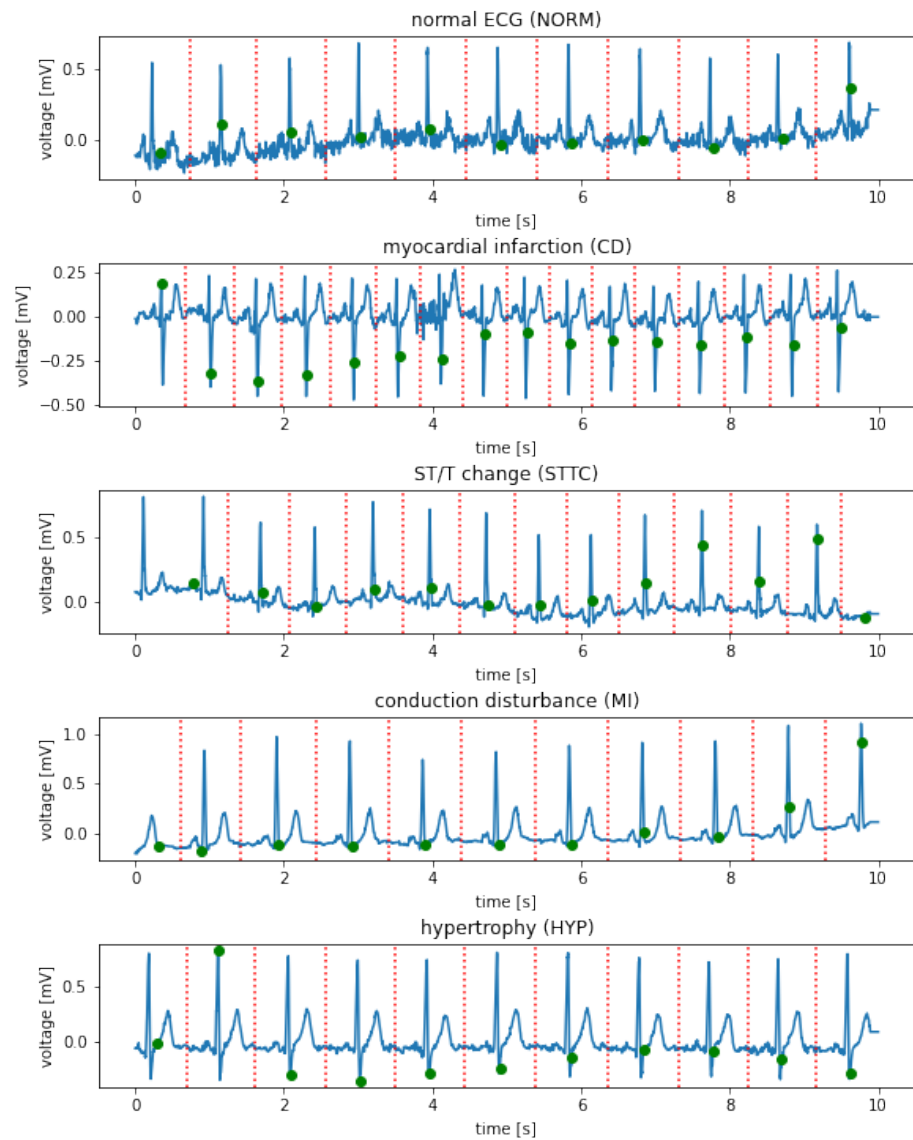 normal ECG (NORM)
voltage [mV]
0.5
0.0
0 2 4 6 8 10
time [s]
myocardial infarction (CD)
voltage [mV]
0.25
0.00
−0.25
−0.50
0 2 4 6 8 10
time [s]
ST/T change (STTC)
voltage [mV]
0.5
0.0
0 2 4 6 8 10
time [s]
conduction disturbance (MI)
voltage [mV]
1.0
0.5
0.0
0 2 4 6 8 10
time [s]
hypertrophy (HYP)
voltage [mV]
0.5
0.0
0 2 4 6 8 10
time [s]